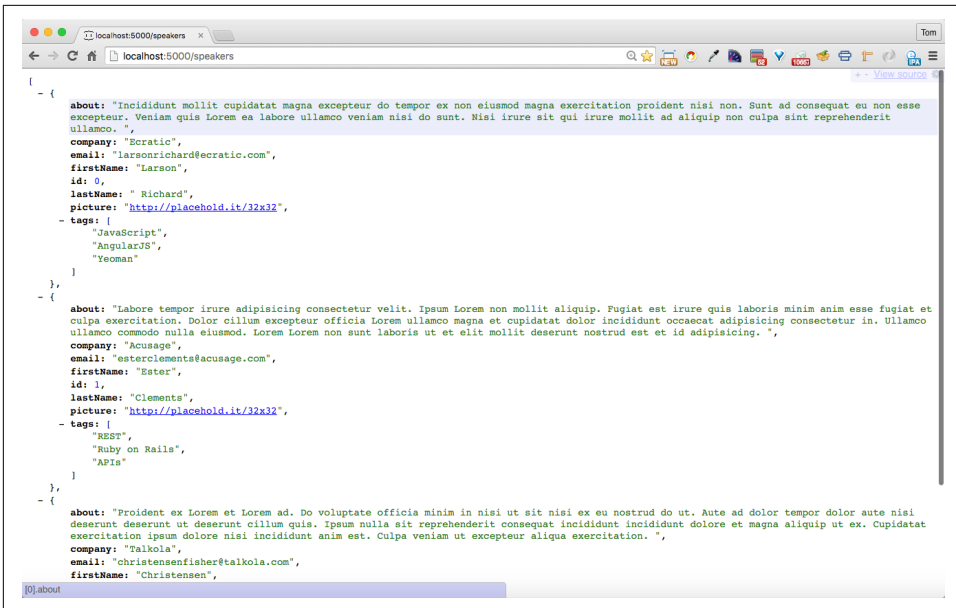 localhost:5000/speakers
Tom
localhost:5000/speakers
NEW
52
10667
IPA
+ - View source
[
- {
about: "Incididunt mollit cupidatat magna excepteur do tempor ex non eiusmod magna exercitation proident nisi non. Sunt ad consequat eu non esse
excepteur. Veniam quis Lorem ea labore ullamco veniam nisi do sunt. Nisi irure sit qui irure mollit ad aliquip non culpa sint reprehenderit
ullamco. ",
company: "Ecratic",
email: "larsonrichard@ecratic.com",
firstName: "Larson",
id: 0,
lastName: " Richard",
picture: "http://placehold.it/32x32",
- tags: [
"JavaScript",
"AngularJS",
"Yeoman"
]
},
- {
about: "Labore tempor irure adipisicing consectetur velit. Ipsum Lorem non mollit aliquip. Fugiat est irure quis laboris minim anim esse fugiat et
culpa exercitation. Dolor cillum excepteur officia Lorem ullamco magna et cupidatat dolor incididunt occaecat adipisicing consectetur in. Ullamco
ullamco commodo nulla eiusmod. Lorem Lorem non sunt laboris ut et elit mollit deserunt nostrud est et id adipisicing. ",
company: "Acusage",
email: "esterclements@acusage.com",
firstName: "Ester",
id: 1,
lastName: "Clements",
picture: "http://placehold.it/32x32",
- tags: [
"REST",
"Ruby on Rails",
"APIs"
]
},
- {
about: "Proident ex Lorem et Lorem ad. Do voluptate officia minim in nisi ut sit nisi ex eu nostrud do ut. Aute ad dolor tempor dolor aute nisi
deserunt deserunt ut deserunt cillum quis. Ipsum nulla sit reprehenderit consequat incididunt incididunt dolore et magna aliquip ut ex. Cupidatat
exercitation ipsum dolore nisi incididunt anim est. Culpa veniam ut excepteur aliqua exercitation. ",
company: "Talkola",
email: "christensenfisher@talkola.com",
firstName: "Christensen",
[0].about